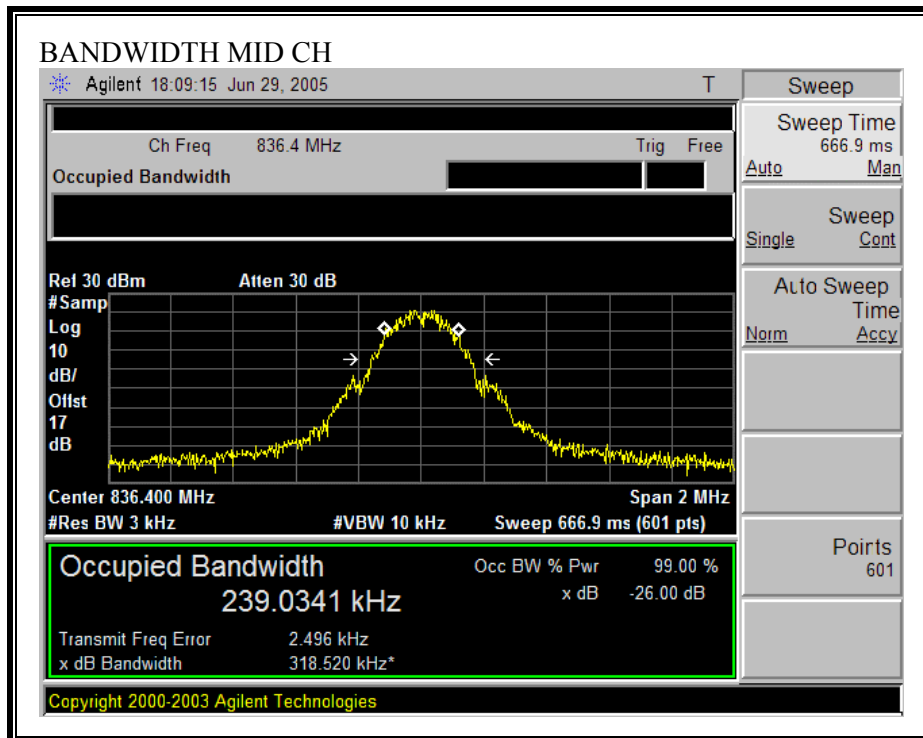 BANDWIDTH MID CH
Agilent 18:09:15 Jun 29, 2005 T
Ch Freq 836.4 MHz Trig Free
Occupied Bandwidth
Ref 30 dBm Atten 30 dB
#Samp
Log
10
dB/
Offst
17
dB
Center 836.400 MHz Span 2 MHz
#Res BW 3 kHz #VBW 10 kHz Sweep 666.9 ms (601 pts)
Occupied Bandwidth
239.0341 kHz
Occ BW % Pwr 99.00 %
x dB -26.00 dB
Transmit Freq Error 2.496 kHz
x dB Bandwidth 318.520 kHz*
Copyright 2000-2003 Agilent Technologies
Sweep
Sweep Time
666.9 ms
Auto Man
Sweep
Single Cont
Auto Sweep
Time
Norm Accy
Points
601